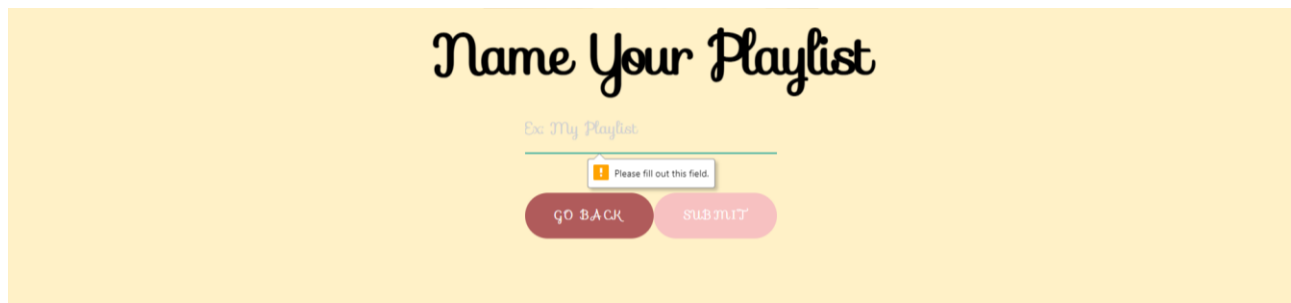 Name Your Playlist
Ex: My Playlist
! Please fill out this field.
GO BACK SUBMIT